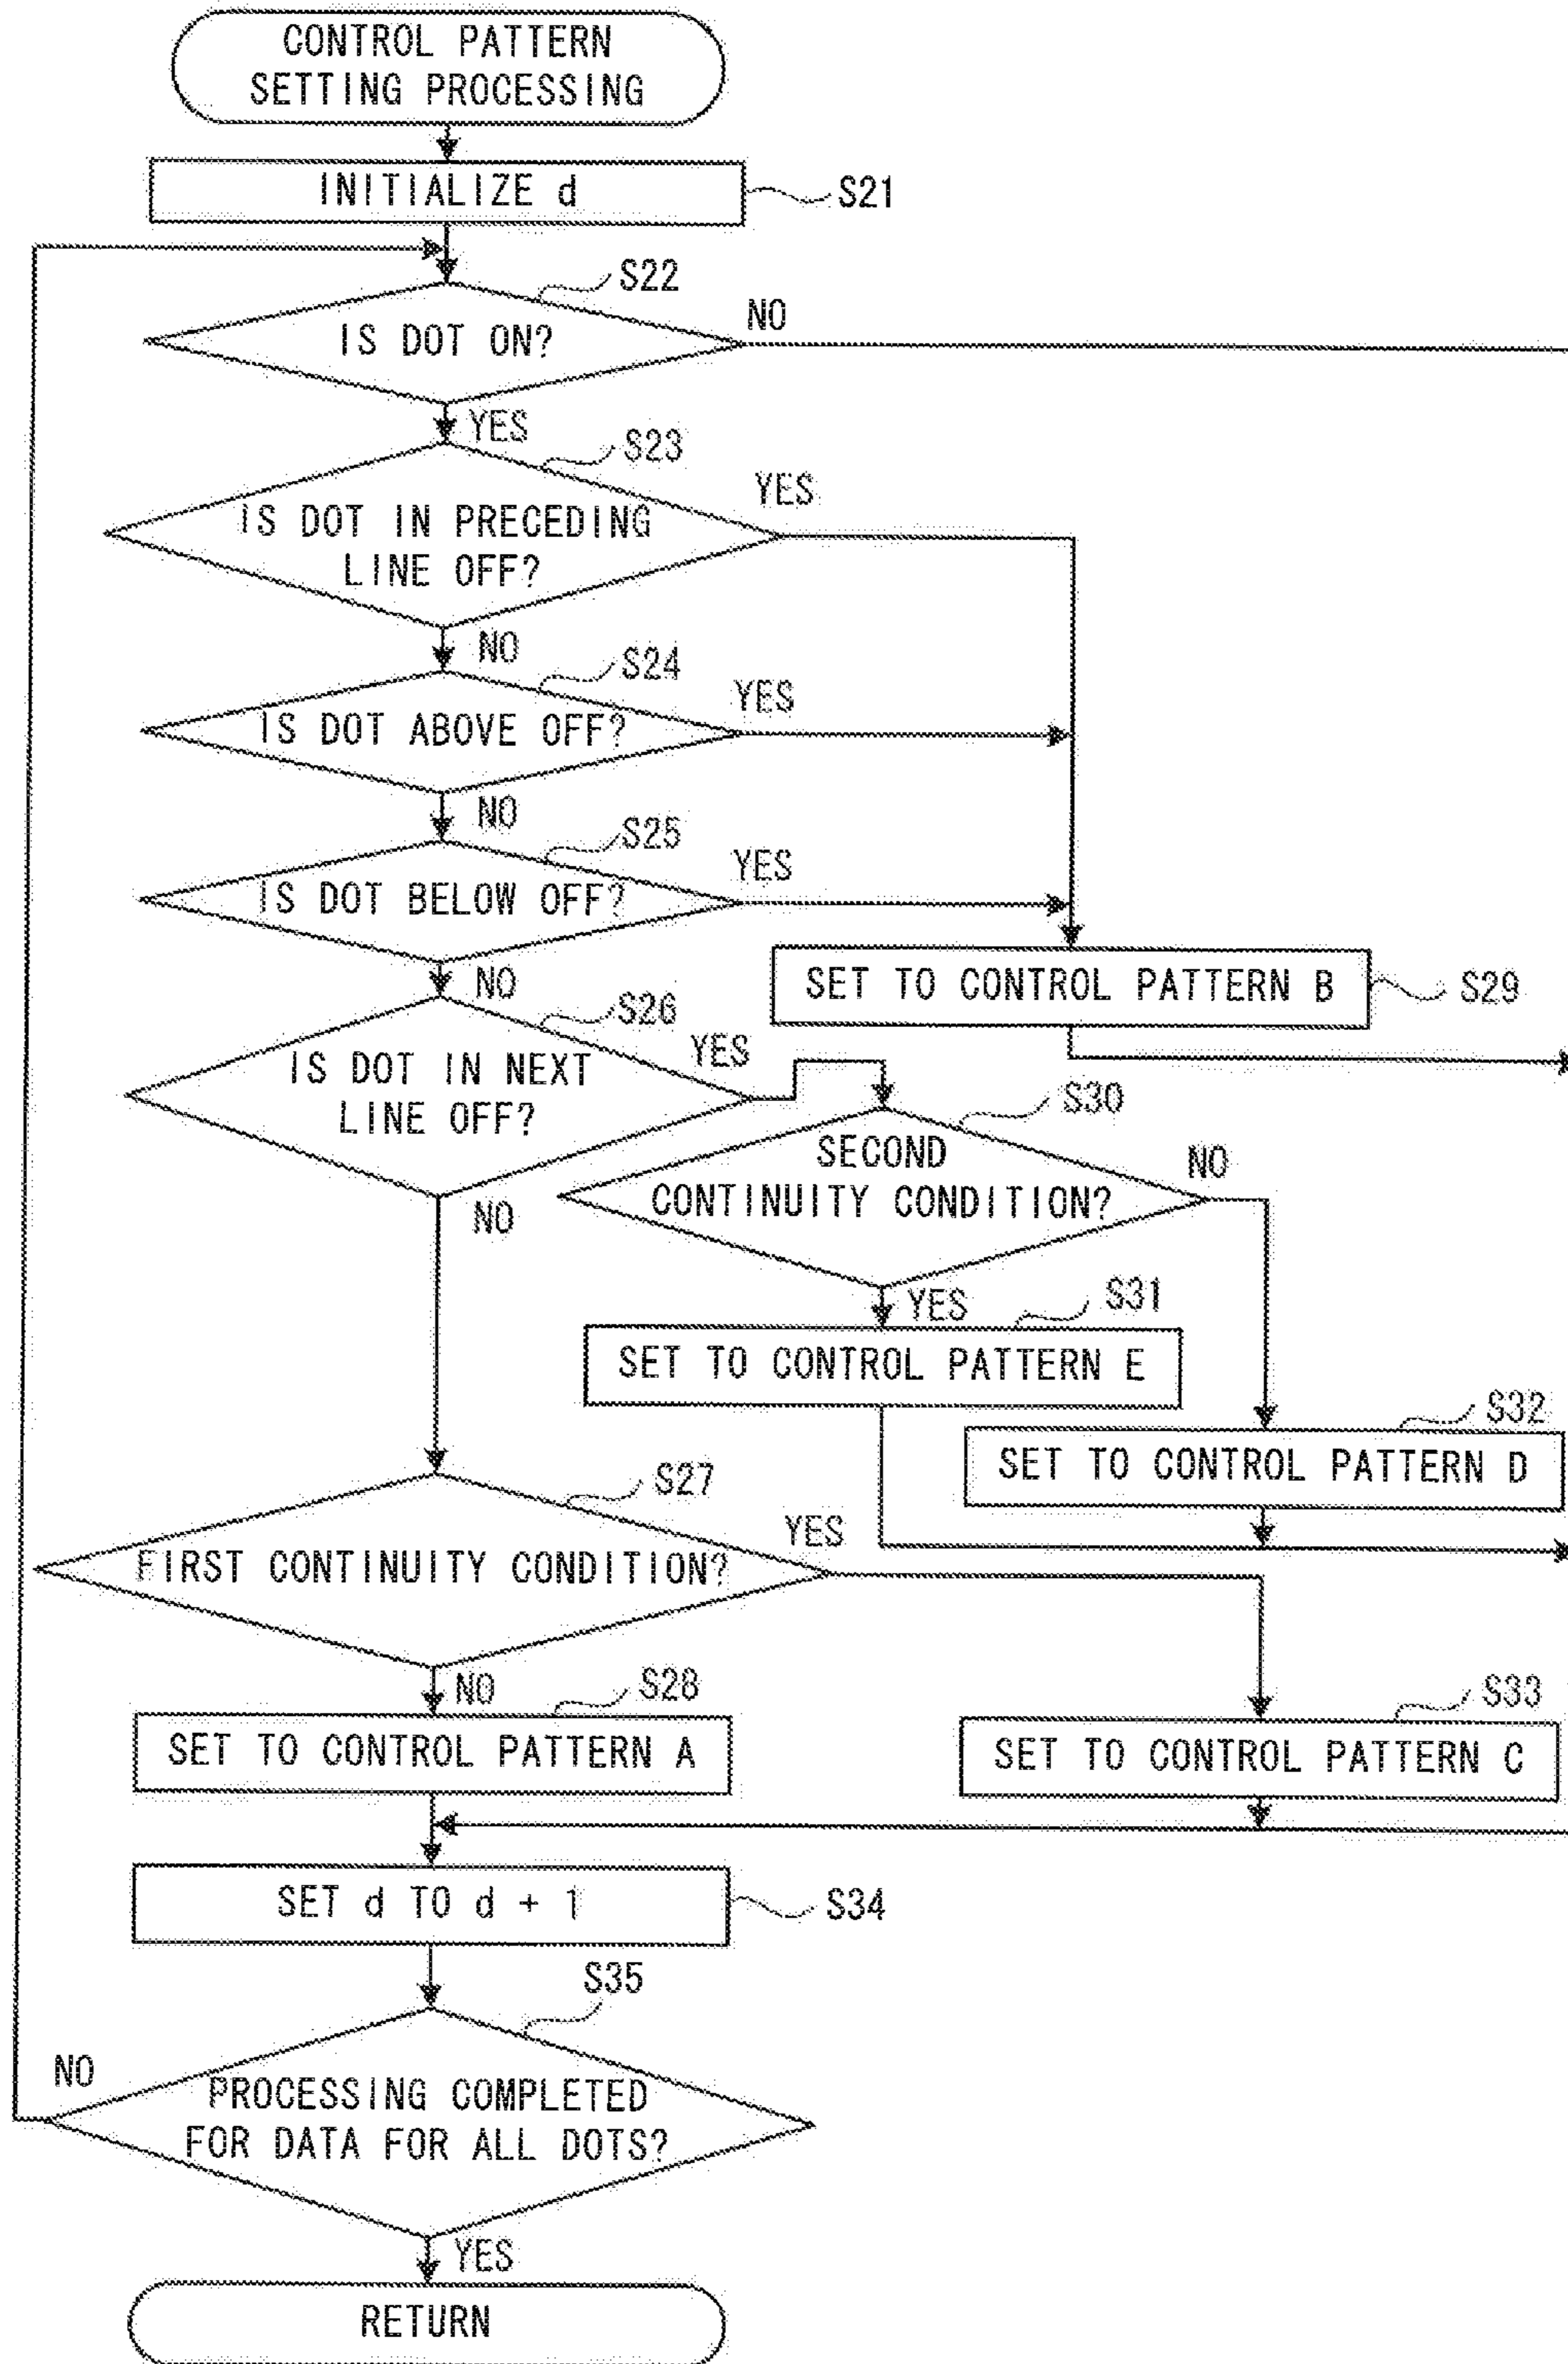 CONTROL PATTERN
SETTING PROCESSING
INITIALIZE d
S21
S22
IS DOT ON?
NO
YES
S23
IS DOT IN PRECEDING
LINE OFF?
YES
NO
S24
IS DOT ABOVE OFF?
YES
NO
S25
IS DOT BELOW OFF?
YES
NO
SET TO CONTROL PATTERN B
S29
S26
IS DOT IN NEXT
LINE OFF?
YES
NO
S30
SECOND
CONTINUITY CONDITION?
NO
YES
S31
SET TO CONTROL PATTERN E
S32
SET TO CONTROL PATTERN D
S27
FIRST CONTINUITY CONDITION?
YES
NO
S28
SET TO CONTROL PATTERN A
S33
SET TO CONTROL PATTERN C
SET d TO d + 1
S34
S35
PROCESSING COMPLETED
FOR DATA FOR ALL DOTS?
NO
YES
RETURN